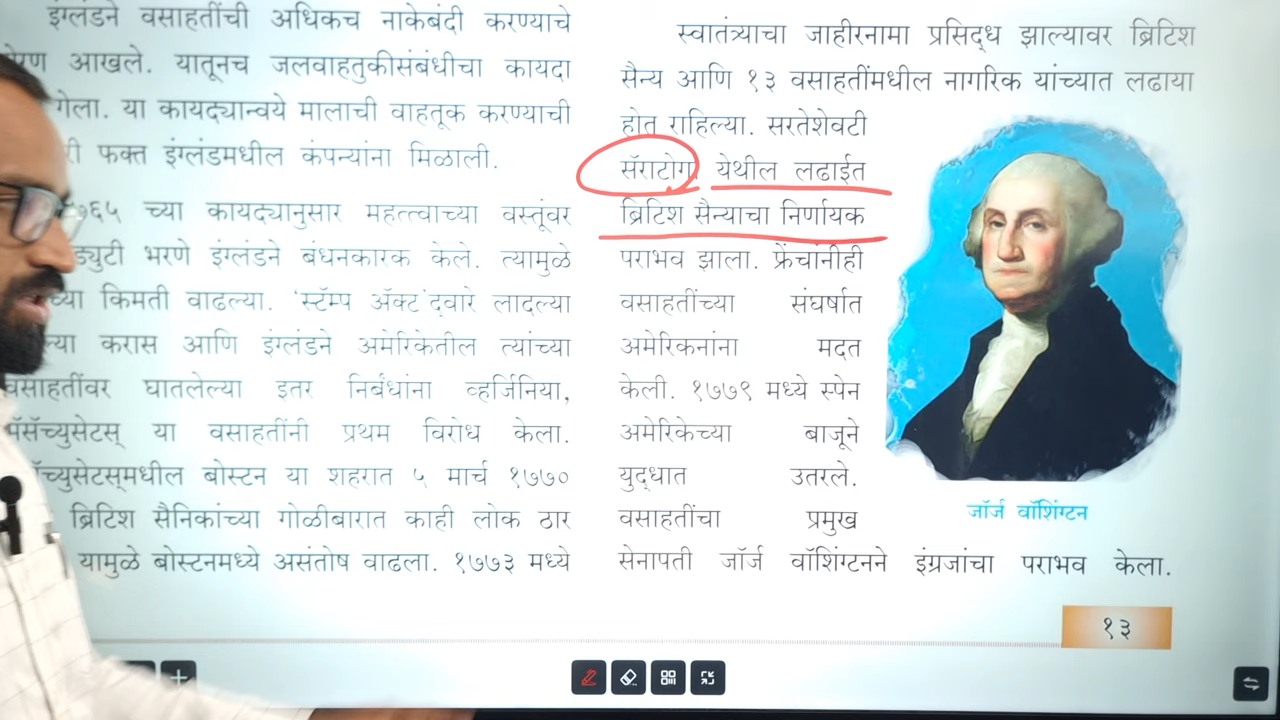 इंग्लंडने वसाहतींची अधिकच नाकेबंदी करण्याचे
आखले. यातूनच जलवाहतुकीसंबंधीचा कायदा
गेला. या कायद्यान्वये मालाची वाहतूक करण्याची
फक्त इंग्लंडमधील कंपन्यांना मिळाली.
च्या कायद्यानुसार महत्त्वाच्या वस्तूंवर
ड्युटी भरणे इंग्लंडने बंधनकारक केले. त्यामुळे
किमती वाढल्या. 'स्टॅम्प ॲक्ट'द्वारे लादल्या
करास आणि इंग्लंडने अमेरिकेतील त्यांच्या
वसाहतींवर घातलेल्या इतर निर्बंधांना व्हर्जिनिया,
मॅसॅच्युसेटस् या वसाहतींनी प्रथम विरोध केला.
बोस्टन या शहरात ५ मार्च १७७०
ब्रिटिश सैनिकांच्या गोळीबारात काही लोक ठार
यामुळे बोस्टनमध्ये असंतोष वाढला. १७७३ मध्ये
स्वातंत्र्याचा जाहीरनामा प्रसिद्ध झाल्यावर ब्रिटिश
सैन्य आणि १३ वसाहतींमधील नागरिक यांच्यात लढाया
होत राहिल्या. सरतेशेवटी
सॅराटोगा येथील लढाईत
ब्रिटिश सैन्याचा निर्णायक
पराभव झाला. फ्रेंचांनीही
वसाहतींच्या संघर्षात
अमेरिकनांना मदत
केली. १७७९ मध्ये स्पेन
अमेरिकेच्या बाजूने
युद्धात उतरले.
वसाहतींचा प्रमुख
सेनापती जॉर्ज वॉशिंग्टनने इंग्रजांचा पराभव केला.
जॉर्ज वॉशिंग्टन
१३